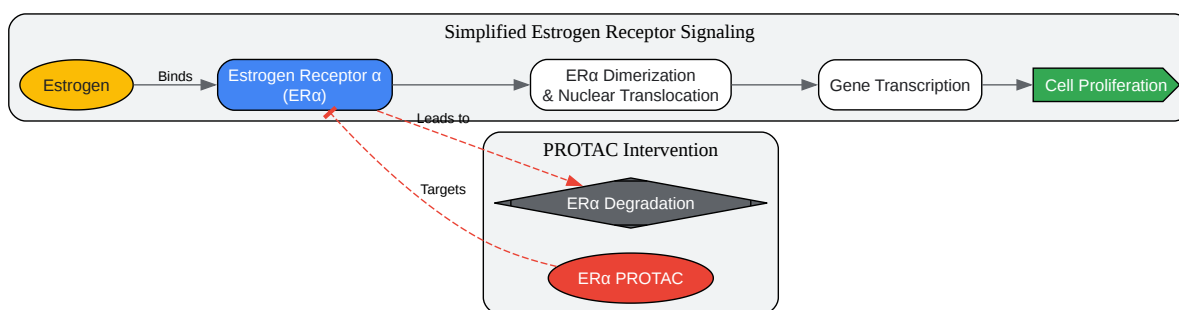 Simplified Estrogen Receptor Signaling
Estrogen
Binds
Estrogen Receptor α
(ERα)
ERα Dimerization
& Nuclear Translocation
Gene Transcription
Cell Proliferation
Leads to
PROTAC Intervention
Targets
ERα Degradation
ERα PROTAC